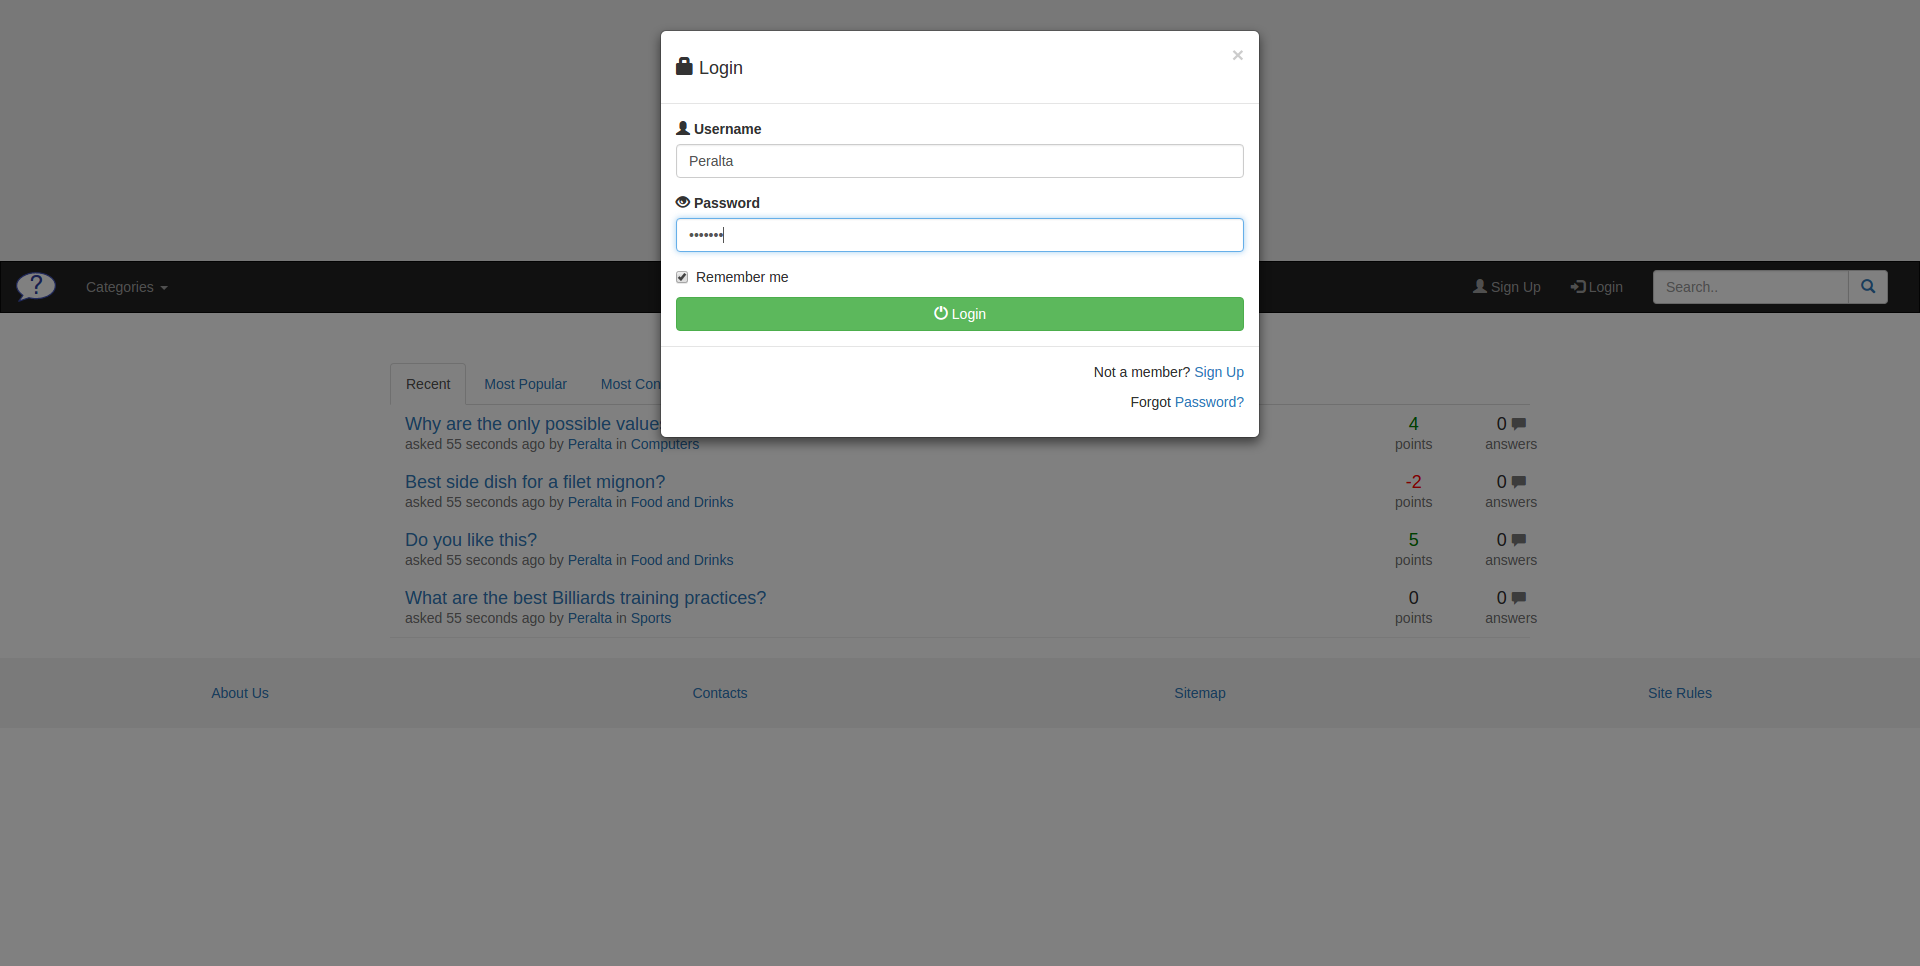 ×
Login
Username
Peralta
Password
•••••••
Remember me
Login
Not a member? Sign Up
Forgot Password?
?
Categories
Sign Up
Login
Search..
Recent
Most Popular
Most Con
Why are the only possible value
4
0
asked 55 seconds ago by Peralta in Computers
points
answers
Best side dish for a filet mignon?
-2
0
asked 55 seconds ago by Peralta in Food and Drinks
points
answers
Do you like this?
5
0
asked 55 seconds ago by Peralta in Food and Drinks
points
answers
What are the best Billiards training practices?
0
0
asked 55 seconds ago by Peralta in Sports
points
answers
About Us
Contacts
Sitemap
Site Rules